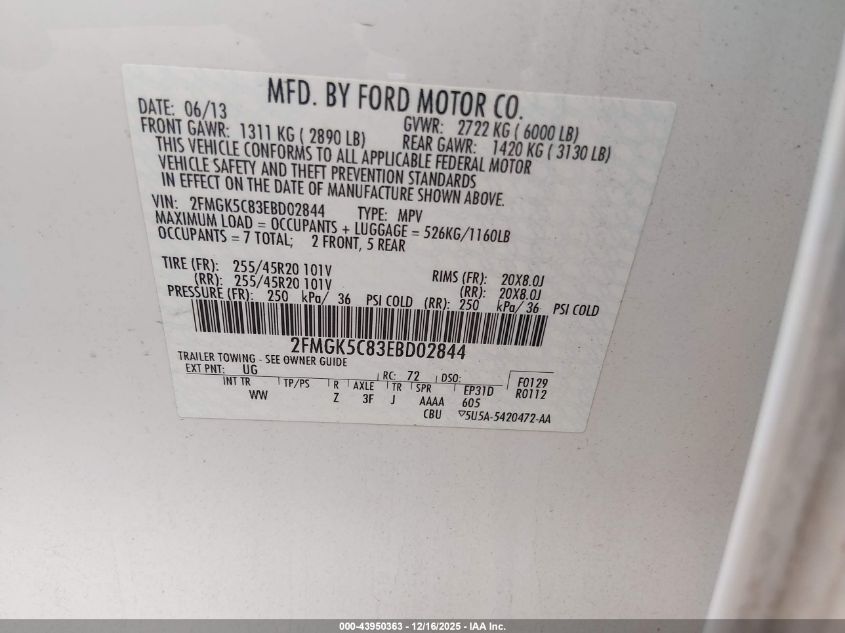 MFD. BY FORD MOTOR CO.
DATE: 06/13 GVWR: 2722 KG ( 6000 LB)
FRONT GAWR: 1311 KG ( 2890 LB) REAR GAWR: 1420 KG ( 3130 LB)
THIS VEHICLE CONFORMS TO ALL APPLICABLE FEDERAL MOTOR
VEHICLE SAFETY AND THEFT PREVENTION STANDARDS
IN EFFECT ON THE DATE OF MANUFACTURE SHOWN ABOVE.
VIN: 2FMGK5C83EBD02844 TYPE: MPV
MAXIMUM LOAD = OCCUPANTS + LUGGAGE = 526KG/1160LB
OCCUPANTS = 7 TOTAL; 2 FRONT, 5 REAR
TIRE (FR): 255/45R20 101V RIMS (FR): 20X8.0J
(RR): 255/45R20 101V (RR): 20X8.0J
PRESSURE (FR): 250 kPa/ 36 PSI COLD (RR): 250 kPa/ 36 PSI COLD
2FMGK5C83EBD02844
TRAILER TOWING - SEE OWNER GUIDE
EXT PNT: UG RC: 72 DSO: F0129
INT TR TP/PS R AXLE TR SPR EP31D R0112
WW Z 3F J AAAA 605
CBU ▽5U5A-5420472-AA
000-43950363 - 12/16/2025 - IAA Inc.